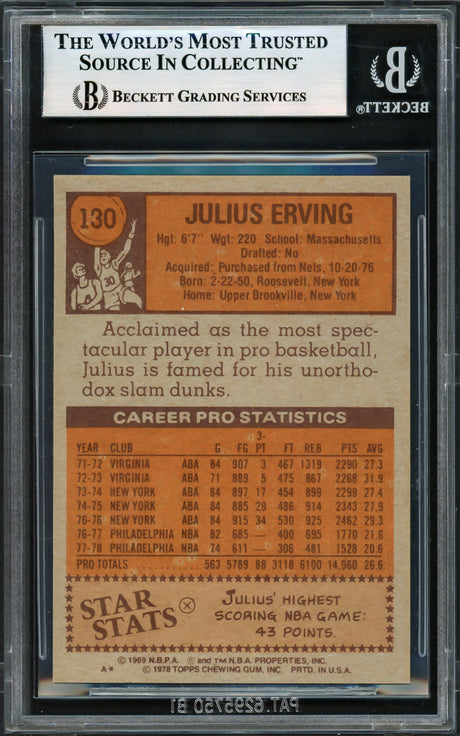 THE WORLD'S MOST TRUSTED
SOURCE IN COLLECTING™
BECKETT GRADING SERVICES
BECKETT®
130
JULIUS ERVING
Hgt: 6'7" Wgt: 220 School: Massachusetts
Drafted: No
Acquired: Purchased from Nets, 10-20-76
Born: 2-22-50, Roosevelt, New York
Home: Upper Brookville, New York
30
Acclaimed as the most spec-
tacular player in pro basketball,
Julius is famed for his unortho-
dox slam dunks.
CAREER PRO STATISTICS
YEAR CLUB G FG 3-PT FT REB PTS AVG
71-72 VIRGINIA ABA 84 907 3 467 1319 2290 27.3
72-73 VIRGINIA ABA 71 889 5 475 867 2268 31.9
73-74 NEW YORK ABA 84 897 17 454 899 2299 27.4
74-75 NEW YORK ABA 84 885 29 486 914 2343 27.9
75-76 NEW YORK ABA 84 915 34 530 925 2462 29.3
76-77 PHILADELPHIA NBA 82 685 — 400 695 1770 21.6
77-78 PHILADELPHIA NBA 74 611 — 306 481 1528 20.6
PRO TOTALS 563 5789 88 3118 6100 14,960 26.6
STAR
STATS
JULIUS' HIGHEST
SCORING NBA GAME:
43 POINTS.
© 1969 N.B.P.A. © and TM N.B.A. PROPERTIES, INC.
A* © 1978 TOPPS CHEWING GUM, INC. PRTD. IN U.S.A.
PAT. 6295750 B1